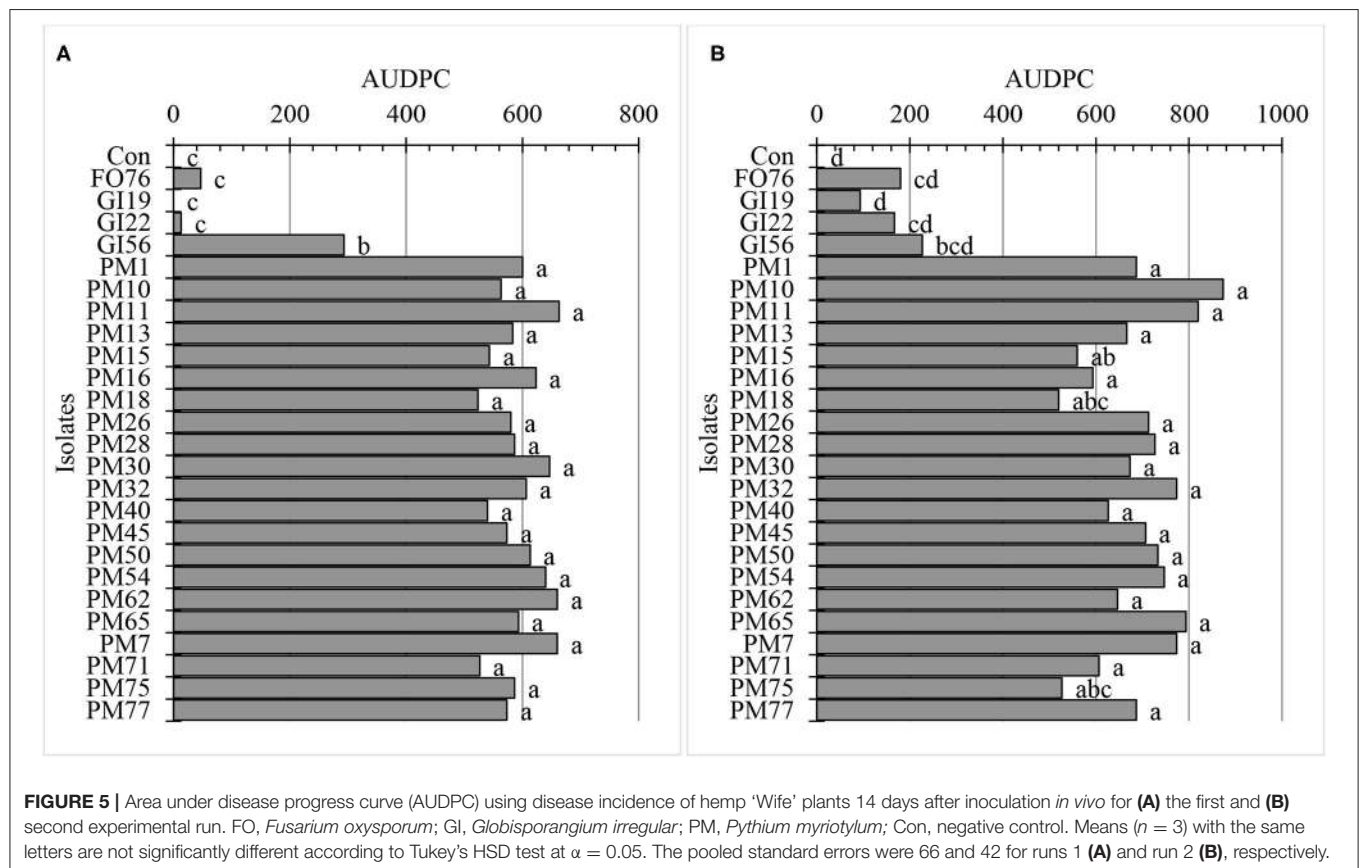 A
AUDPC
0 200 400 600 800
Isolates
Con c
FO76 c
GI19 c
GI22 c
GI56 b
PM1 a
PM10 a
PM11 a
PM13 a
PM15 a
PM16 a
PM18 a
PM26 a
PM28 a
PM30 a
PM32 a
PM40 a
PM45 a
PM50 a
PM54 a
PM62 a
PM65 a
PM7 a
PM71 a
PM75 a
PM77 a
B
AUDPC
0 200 400 600 800 1000
Isolates
Con d
FO76 cd
GI19 d
GI22 cd
GI56 bcd
PM1 a
PM10 a
PM11 a
PM13 a
PM15 ab
PM16 a
PM18 abc
PM26 a
PM28 a
PM30 a
PM32 a
PM40 a
PM45 a
PM50 a
PM54 a
PM62 a
PM65 a
PM7 a
PM71 a
PM75 abc
PM77 a
FIGURE 5 | Area under disease progress curve (AUDPC) using disease incidence of hemp ‘Wife’ plants 14 days after inoculation in vivo for (A) the first and (B)
second experimental run. FO, Fusarium oxysporum; GI, Globisporangium irregular; PM, Pythium myriotylum; Con, negative control. Means (n = 3) with the same
letters are not significantly different according to Tukey’s HSD test at α = 0.05. The pooled standard errors were 66 and 42 for runs 1 (A) and run 2 (B), respectively.